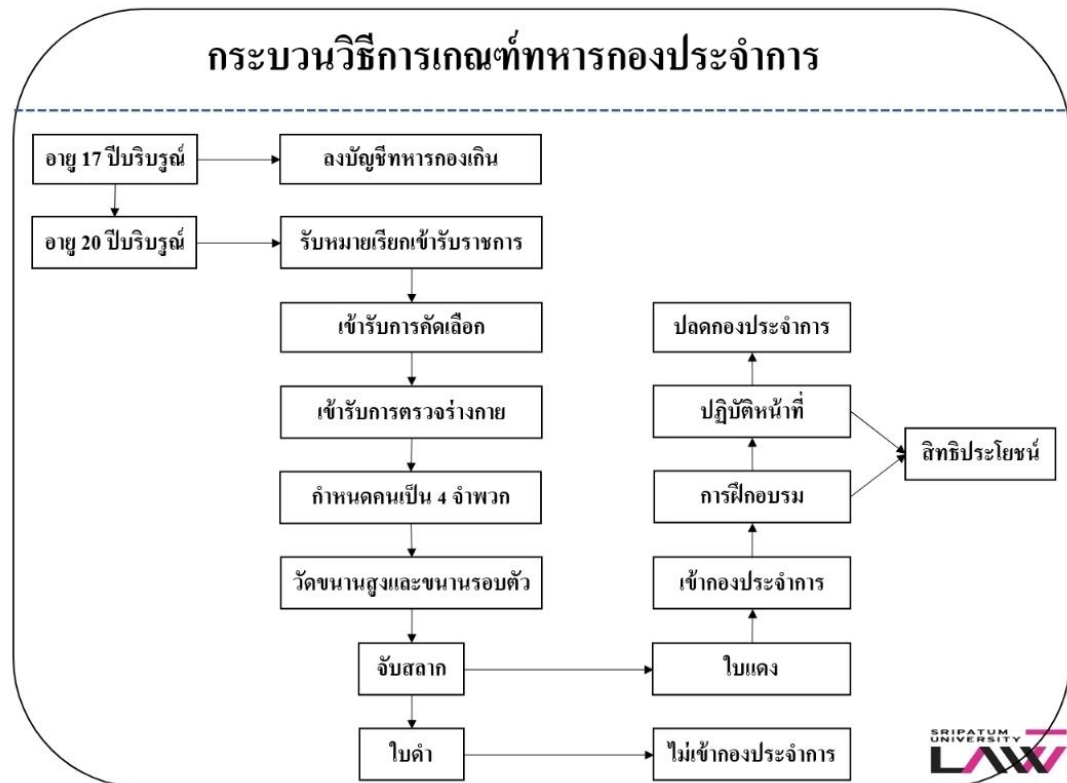 กระบวนวิธีการเกณฑ์ทหารกองประจำการ
อายุ 17 ปีบริบรูณ์
ลงบัญชีทหารกองเกิน
อายุ 20 ปีบริบรูณ์
รับหมายเรียกเข้ารับราชการ
เข้ารับการคัดเลือก
ปลดกองประจำการ
เข้ารับการตรวจร่างกาย
ปฏิบัติหน้าที่
สิทธิประโยชน์
กำหนดคนเป็น 4 จำพวก
การฝึกอบรม
วัดขนานสูงและขนานรอบตัว
เข้ากองประจำการ
จับสลาก
ใบแดง
ใบดำ
ไม่เข้ากองประจำการ
SRIPATUM
UNIVERSITY
LAW